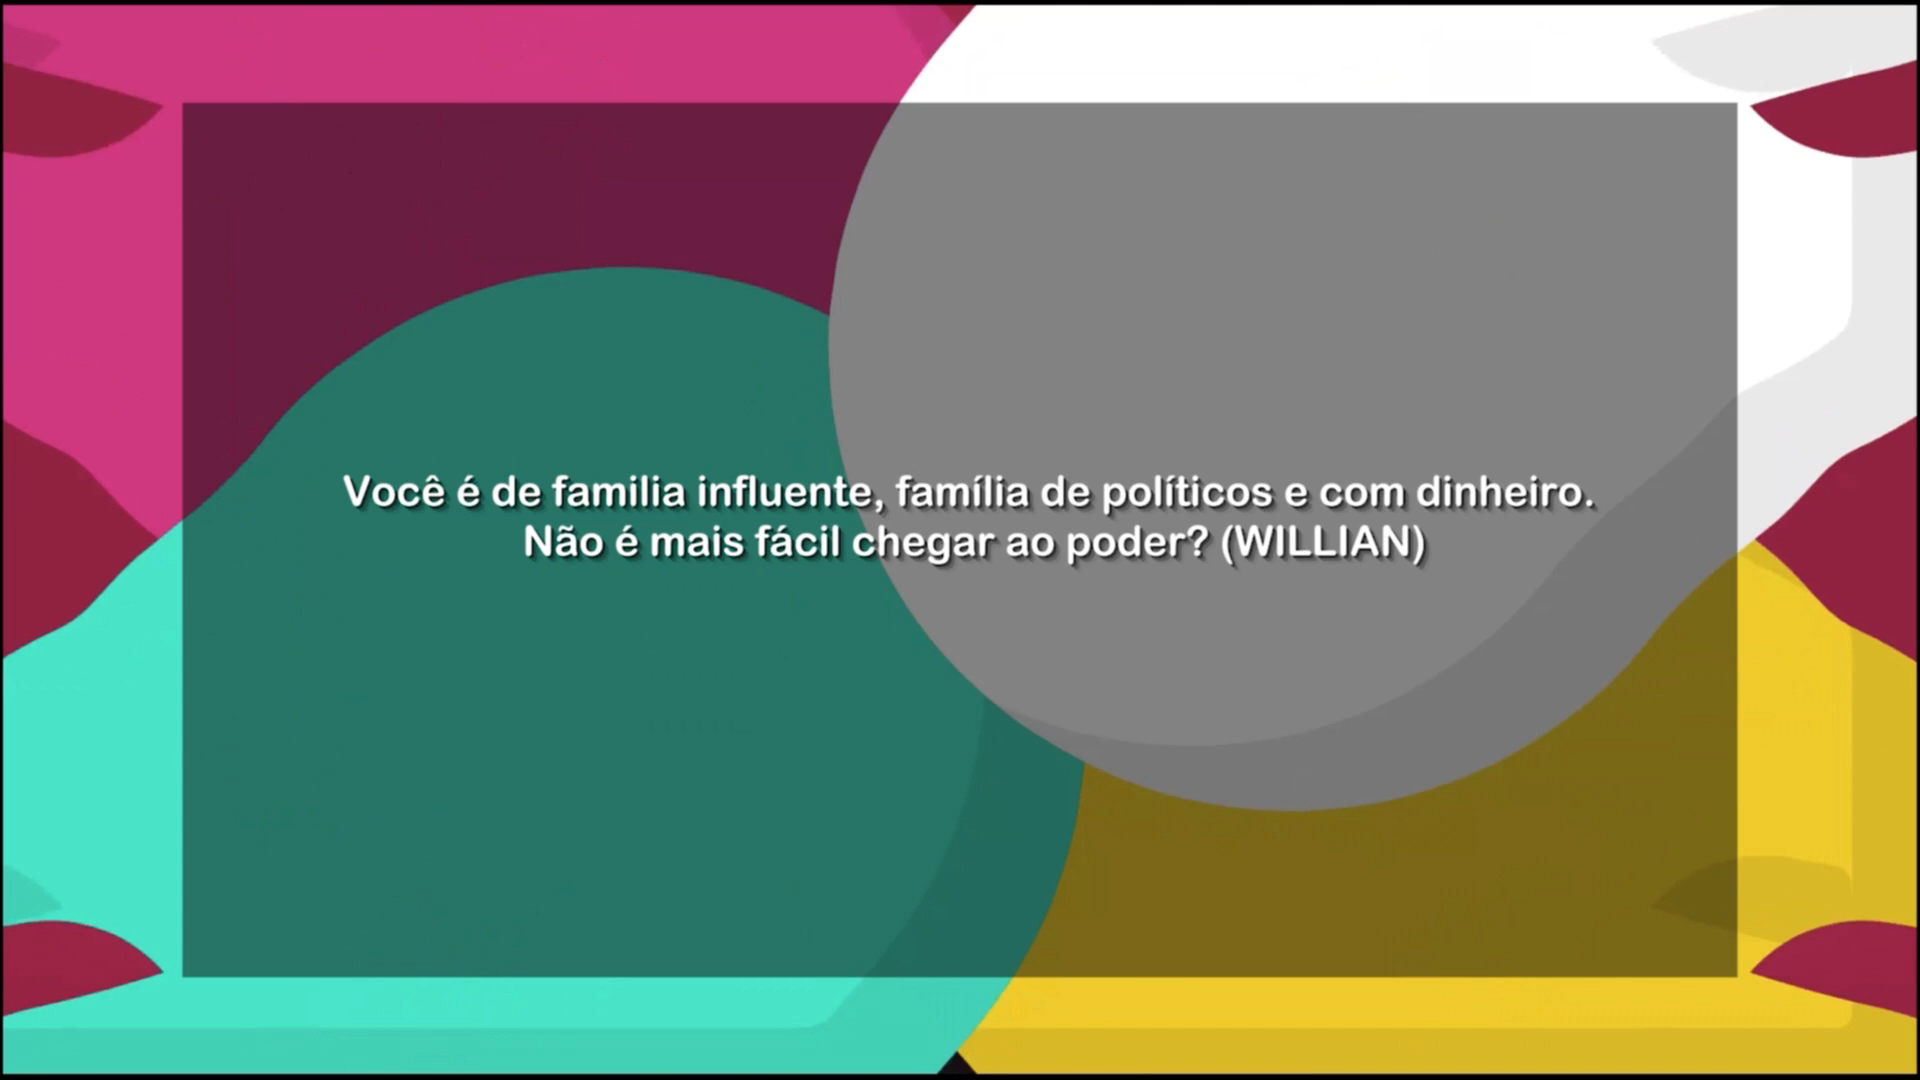 Você é de familia influente, família de políticos e com dinheiro.
Não é mais fácil chegar ao poder? (WILLIAN)